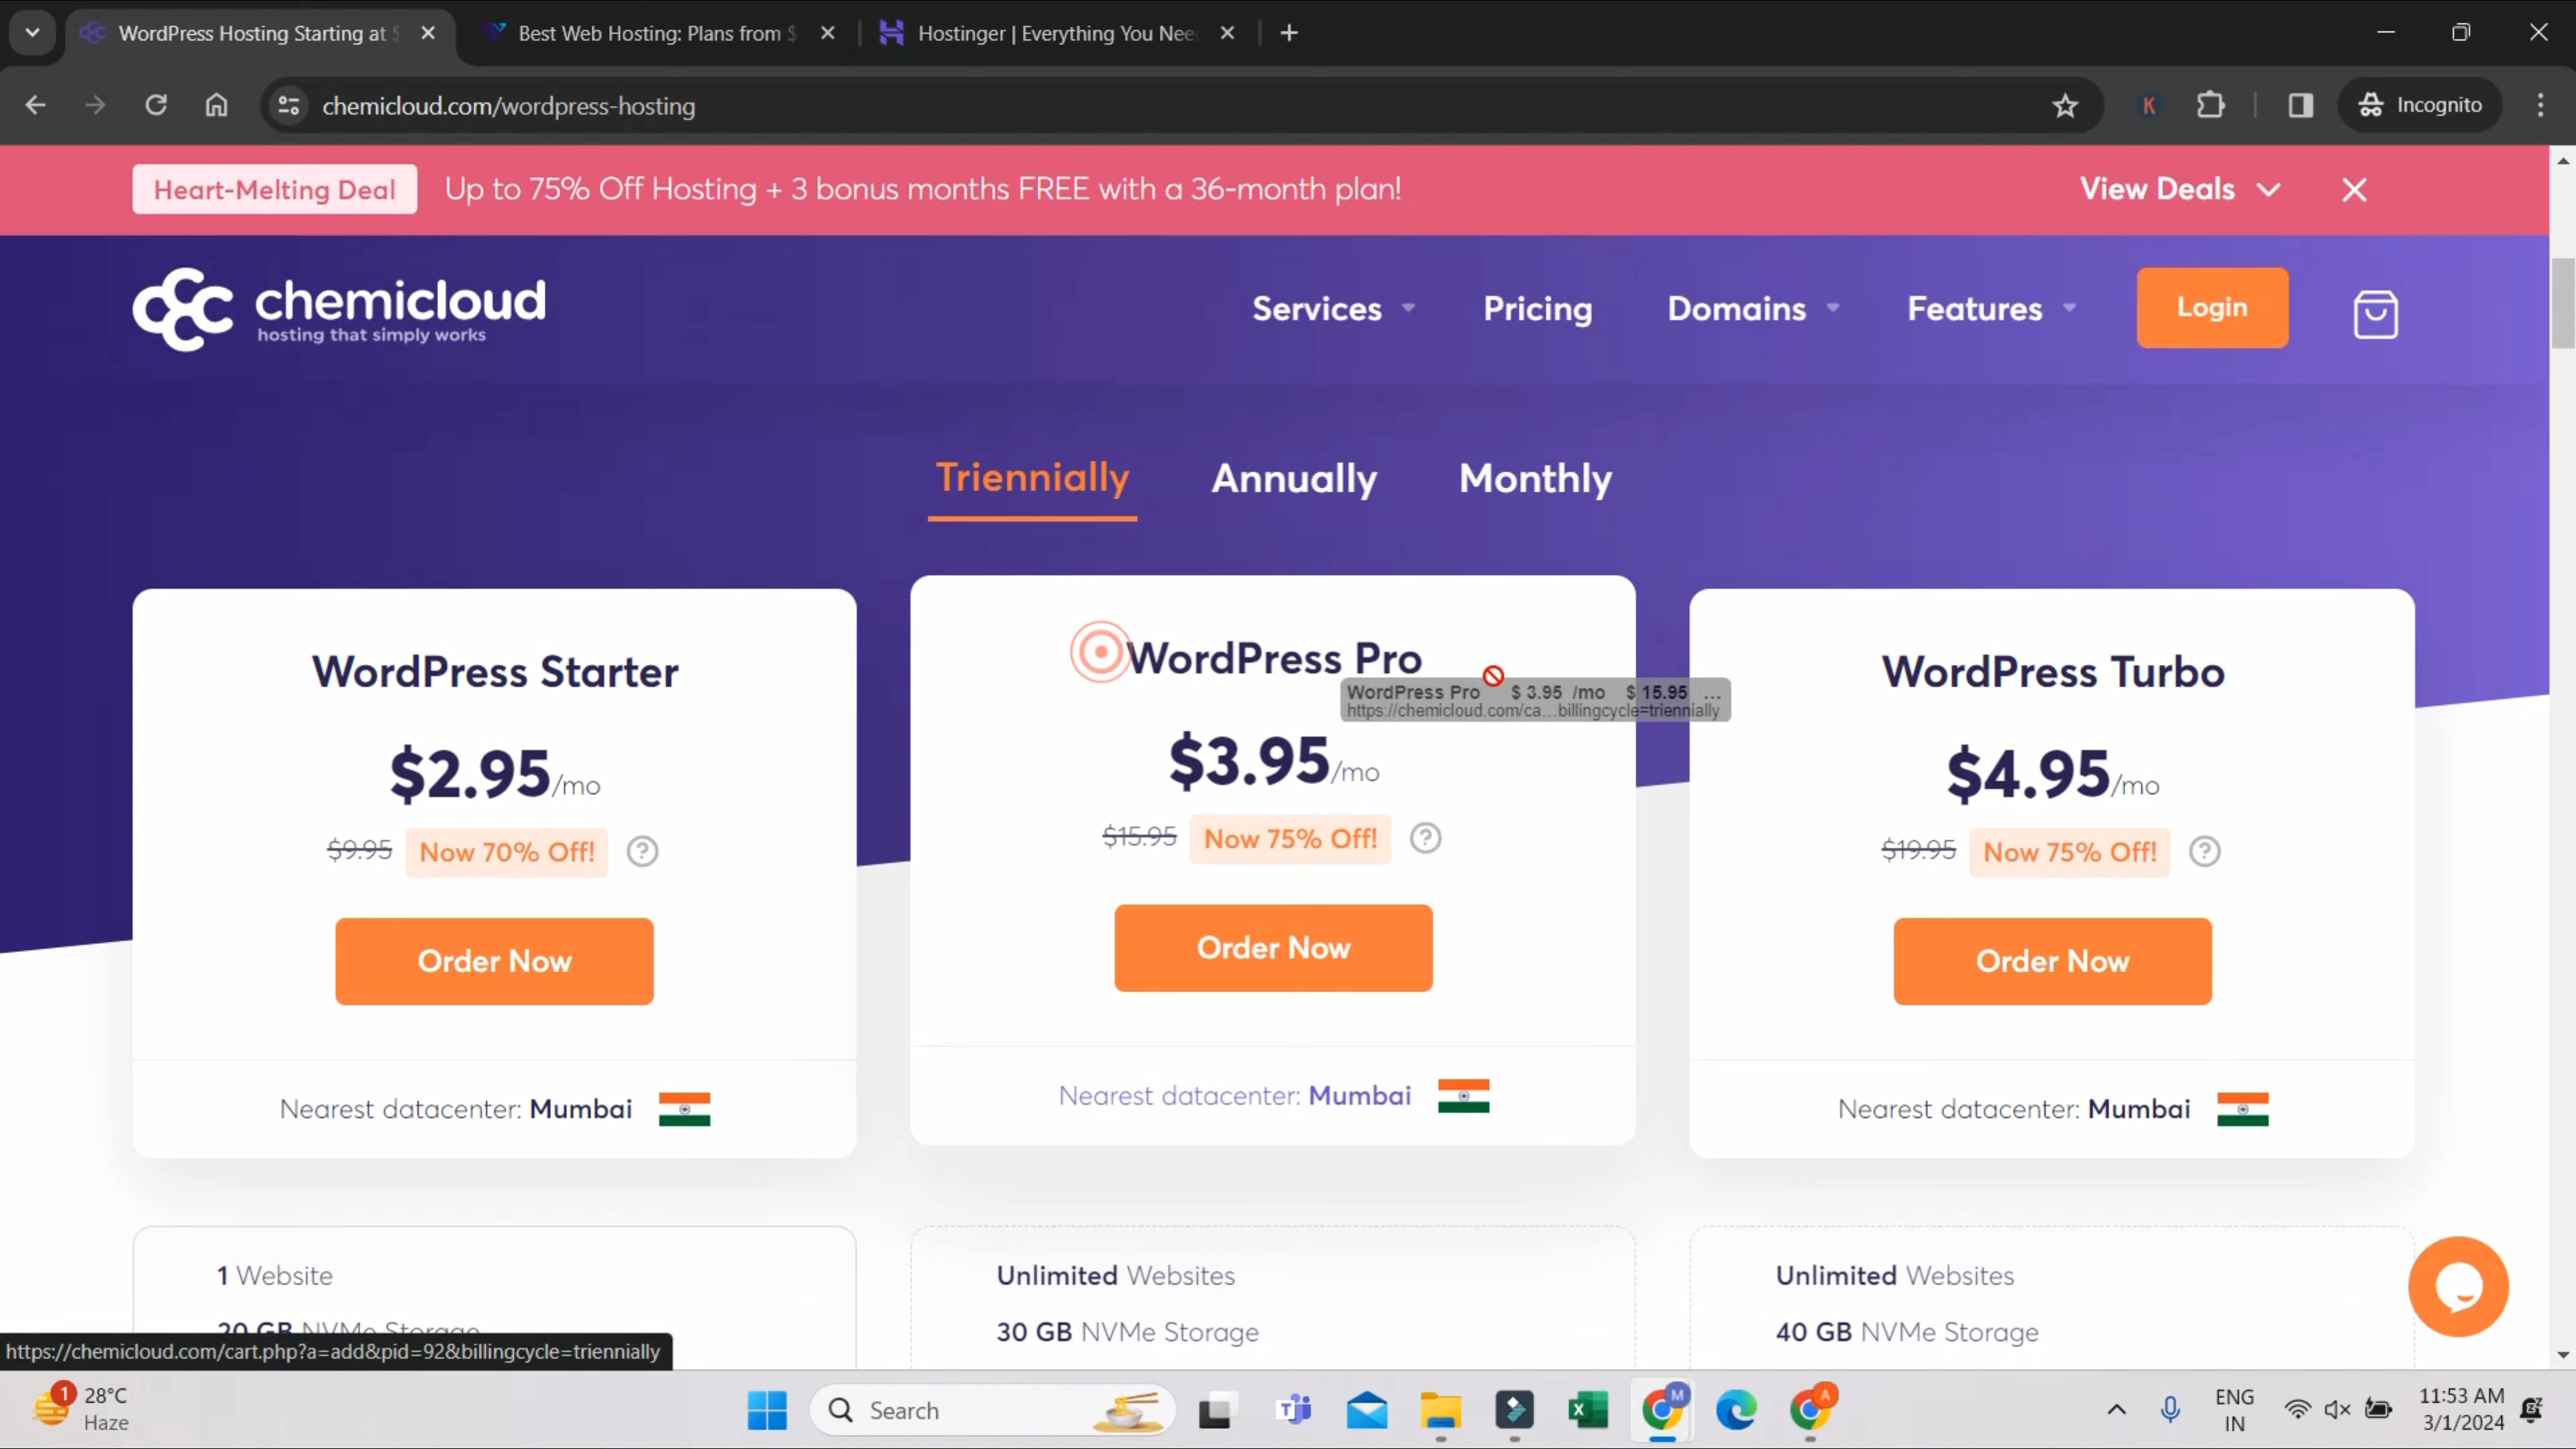 WordPress Hosting Starting at $
Best Web Hosting: Plans from $
Hostinger | Everything You Nee
chemicloud.com/wordpress-hosting
K
Incognito
Heart-Melting Deal
Up to 75% Off Hosting + 3 bonus months FREE with a 36-month plan!
View Deals
chemicloud
hosting that simply works
Services
Pricing
Domains
Features
Login
Triennially
Annually
Monthly
WordPress Starter
$2.95/mo
$9.95 Now 70% Off! ?
Order Now
Nearest datacenter: Mumbai
WordPress Pro
WordPress Pro $ 3.95 /mo $ 15.95 ...
https://chemicloud.com/ca...billingcycle=triennially
$3.95/mo
$15.95 Now 75% Off! ?
Order Now
Nearest datacenter: Mumbai
WordPress Turbo
$4.95/mo
$19.95 Now 75% Off! ?
Order Now
Nearest datacenter: Mumbai
1 Website
20 GB NVMe Storage
Unlimited Websites
30 GB NVMe Storage
Unlimited Websites
40 GB NVMe Storage
https://chemicloud.com/cart.php?a=add&pid=92&billingcycle=triennially
1
28°C
Haze
Search
M
A
ENG
IN
11:53 AM
3/1/2024